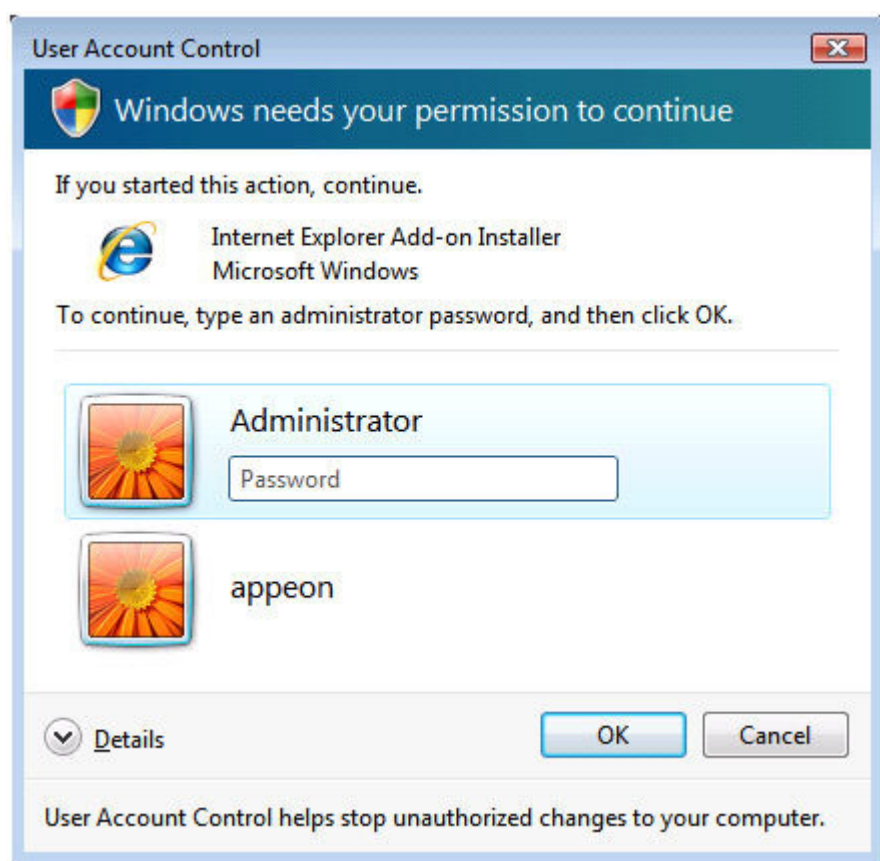 User Account Control
Windows needs your permission to continue
If you started this action, continue.
Internet Explorer Add-on Installer
Microsoft Windows
To continue, type an administrator password, and then click OK.
Administrator
Password
appeon
Details
OK
Cancel
User Account Control helps stop unauthorized changes to your computer.